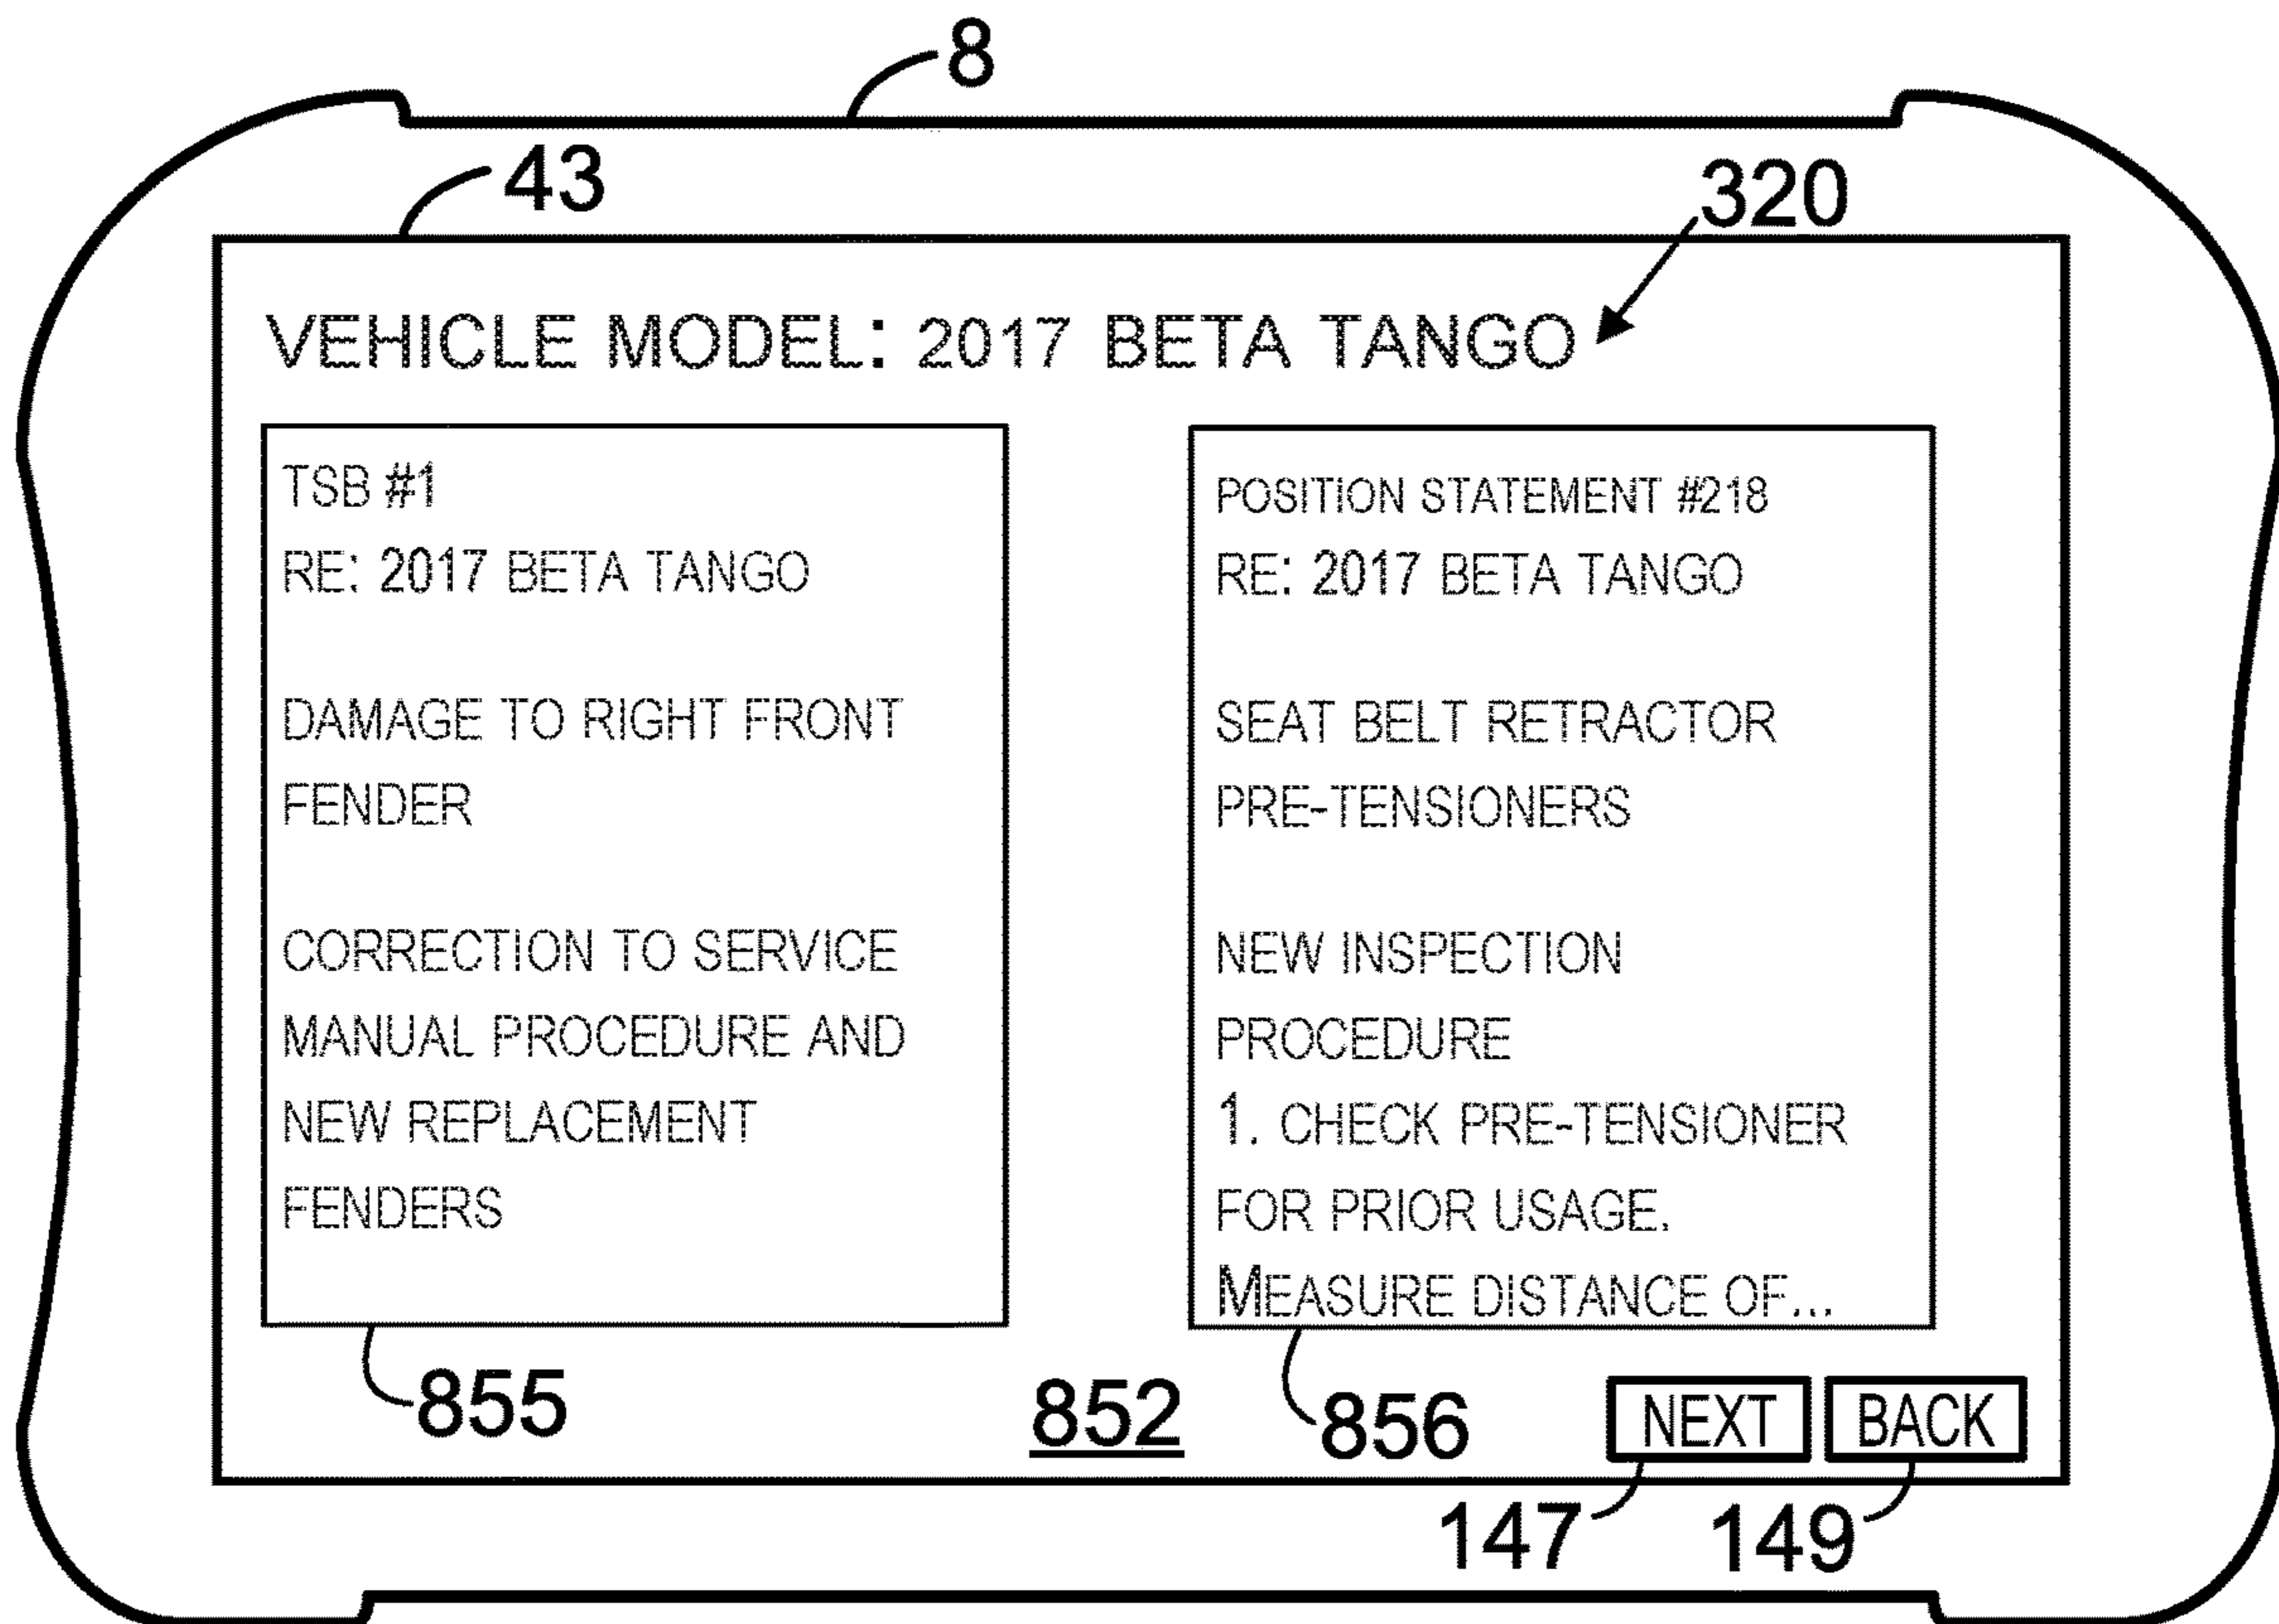 8
43
320
VEHICLE MODEL: 2017 BETA TANGO
TSB #1
RE: 2017 BETA TANGO
DAMAGE TO RIGHT FRONT
FENDER
CORRECTION TO SERVICE
MANUAL PROCEDURE AND
NEW REPLACEMENT
FENDERS
POSITION STATEMENT #218
RE: 2017 BETA TANGO
SEAT BELT RETRACTOR
PRE-TENSIONERS
NEW INSPECTION
PROCEDURE
1. CHECK PRE-TENSIONER
FOR PRIOR USAGE.
MEASURE DISTANCE OF...
855
852
856
NEXT
BACK
147
149